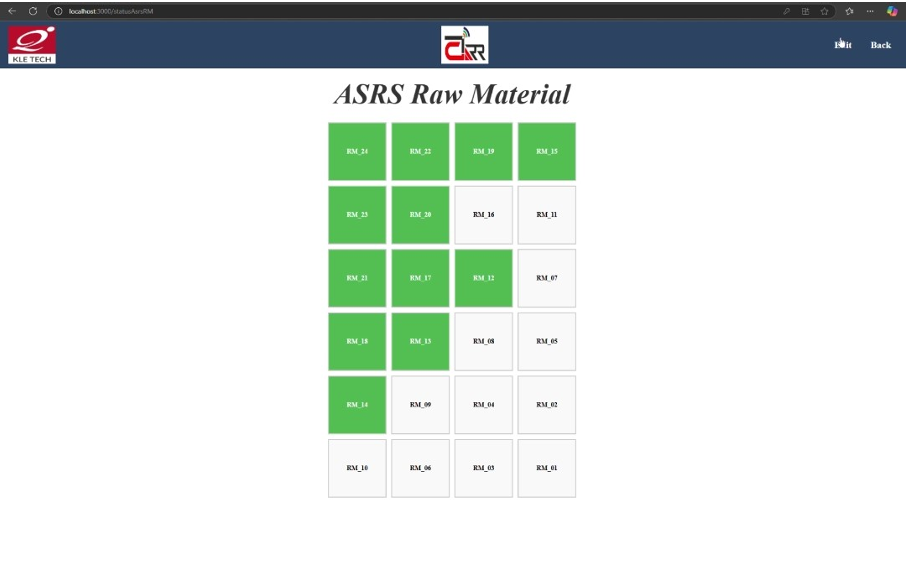 localhost:3000/statusAsrsRM
KLE TECH
Edit Back
ASRS Raw Material
RM_24 RM_22 RM_19 RM_15
RM_23 RM_20 RM_16 RM_11
RM_21 RM_17 RM_12 RM_07
RM_18 RM_13 RM_08 RM_05
RM_14 RM_09 RM_04 RM_02
RM_10 RM_06 RM_03 RM_01